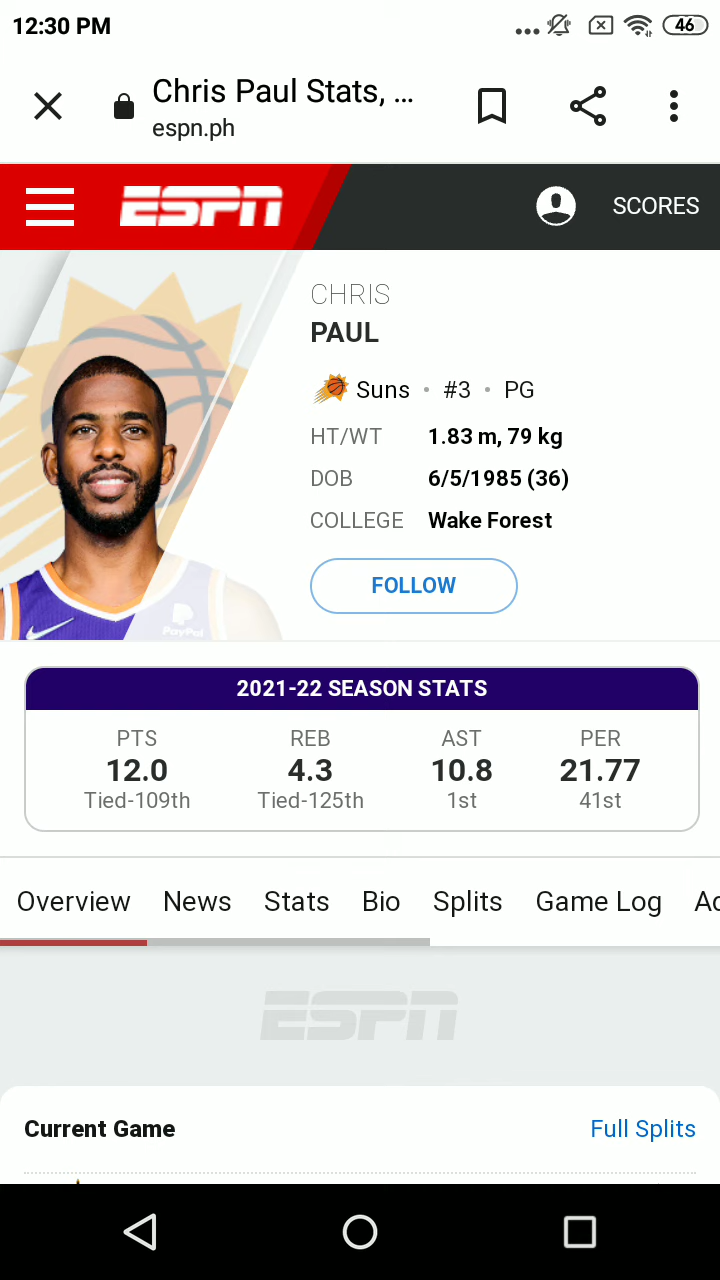 12:30 PM
46
Chris Paul Stats, ...
espn.ph
ESPN
SCORES
CHRIS
PAUL
Suns • #3 • PG
HT/WT 1.83 m, 79 kg
DOB 6/5/1985 (36)
COLLEGE Wake Forest
FOLLOW
PayPal
2021-22 SEASON STATS
PTS REB AST PER
12.0 4.3 10.8 21.77
Tied-109th Tied-125th 1st 41st
Overview News Stats Bio Splits Game Log
ESPN
Current Game Full Splits